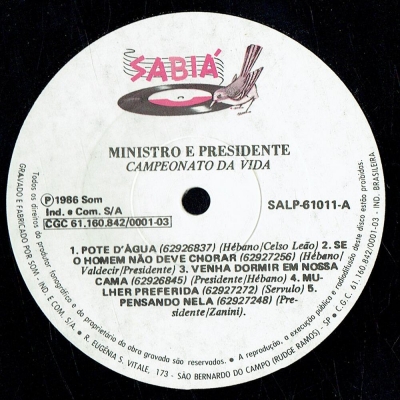 SABIÁ
MINISTRO E PRESIDENTE
CAMPEONATO DA VIDA
Ⓟ1986 Som
Ind. e Com. S/A
CGC 61.160.842/0001-03
SALP-61011-A
1. POTE D'ÁGUA (62926837) (Hébano/Celso Leão) 2. SE
O HOMEM NÃO DEVE CHORAR (62927256) (Hébano/
Valdecir/Presidente) 3. VENHA DORMIR EM NOSSA
CAMA (62926845) (Presidente/Hébano) 4. MU-
LHER PREFERIDA (62927272) (Servulo) 5.
PENSANDO NELA (62927248) (Pre-
sidente/Zanini).
Todos os direitos do produtor fonográfico e do proprietário da obra gravada são reservados. • A reprodução, a execução pública e radiodifusão deste disco estão proibidas.
GRAVADO E FABRICADO POR SOM. IND. E COM. S/A. • R. EUGÊNIA S. VITALE, 173 - SÃO BERNARDO DO CAMPO (RUDGE RAMOS) - SP • C.G.C. 61.160.842/0001-03 - IND. BRASILEIRA